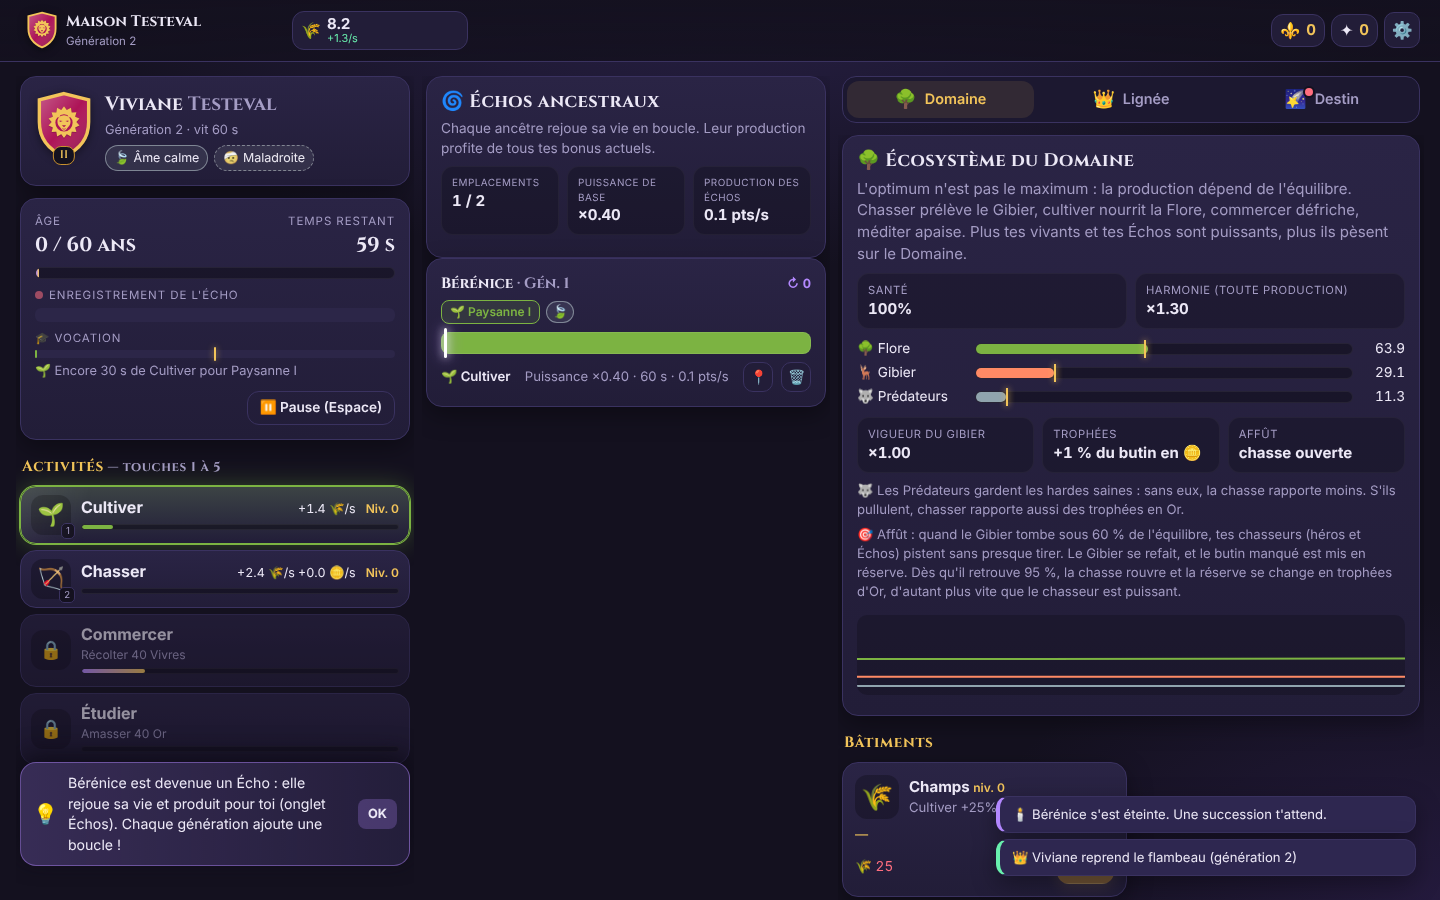 Maison Testeval
Génération 2
8.2
+1.3/s
0
0
Viviane Testeval
Génération 2 · vit 60 s
II
Âme calme
Maladroite
ÂGE
TEMPS RESTANT
0 / 60 ans
59 s
ENREGISTREMENT DE L'ÉCHO
VOCATION
Encore 30 s de Cultiver pour Paysanne I
Pause (Espace)
Activités — touches 1 à 5
Cultiver
+1.4 /s Niv. 0
1
Chasser
+2.4 /s +0.0 /s Niv. 0
2
Commercer
Récolter 40 Vivres
Étudier
Amasser 40 Or
Bérénice est devenue un Écho : elle
rejoue sa vie et produit pour toi (onglet
Échos). Chaque génération ajoute une
boucle !
OK
Échos ancestraux
Chaque ancêtre rejoue sa vie en boucle. Leur production
profite de tous tes bonus actuels.
EMPLACEMENTS
1 / 2
PUISSANCE DE
BASE
×0.40
PRODUCTION DES
ÉCHOS
0.1 pts/s
Bérénice · Gén. 1
↻ 0
Paysanne I
Cultiver
Puissance ×0.40 · 60 s · 0.1 pts/s
Domaine
Lignée
Destin
Écosystème du Domaine
L'optimum n'est pas le maximum : la production dépend de l'équilibre.
Chasser prélève le Gibier, cultiver nourrit la Flore, commercer défriche,
méditer apaise. Plus tes vivants et tes Échos sont puissants, plus ils pèsent
sur le Domaine.
SANTÉ
100%
HARMONIE (TOUTE PRODUCTION)
×1.30
Flore
63.9
Gibier
29.1
Prédateurs
11.3
VIGUEUR DU GIBIER
×1.00
TROPHÉES
+1 % du butin en
AFFÛT
chasse ouverte
Les Prédateurs gardent les hardes saines : sans eux, la chasse rapporte moins. S'ils
pullulent, chasser rapporte aussi des trophées en Or.
Affût : quand le Gibier tombe sous 60 % de l'équilibre, tes chasseurs (héros et
Échos) pistent sans presque tirer. Le Gibier se refait, et le butin manqué est mis en
réserve. Dès qu'il retrouve 95 %, la chasse rouvre et la réserve se change en trophées
d'Or, d'autant plus vite que le chasseur est puissant.
Bâtiments
Champs niv. 0
Cultiver +25%
—
25
Bérénice s'est éteinte. Une succession t'attend.
Viviane reprend le flambeau (génération 2)